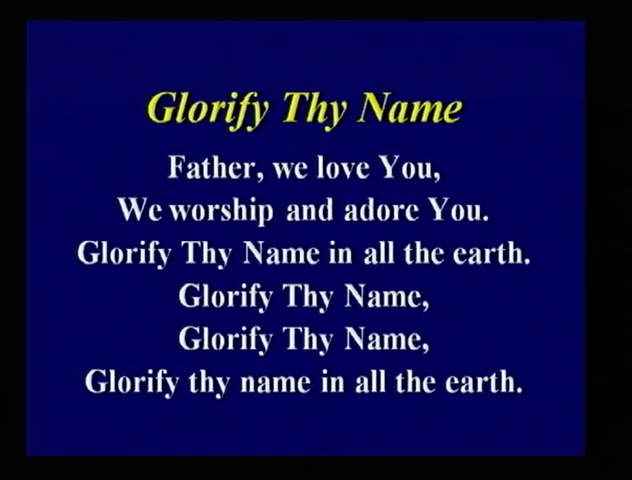 Glorify Thy Name
Father, we love You,
We worship and adore You.
Glorify Thy Name in all the earth.
Glorify Thy Name,
Glorify Thy Name,
Glorify thy name in all the earth.